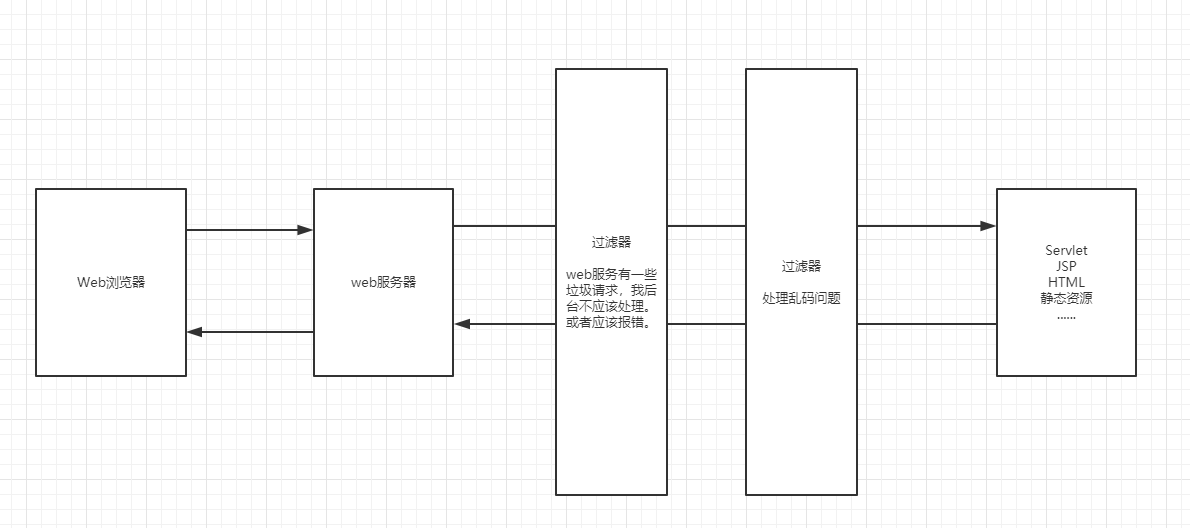 Web浏览器
web服务器
过滤器
web服务有一些
垃圾请求，我后
台不应该处理。
或者应该报错。
过滤器
处理乱码问题
Servlet
JSP
HTML
静态资源
......